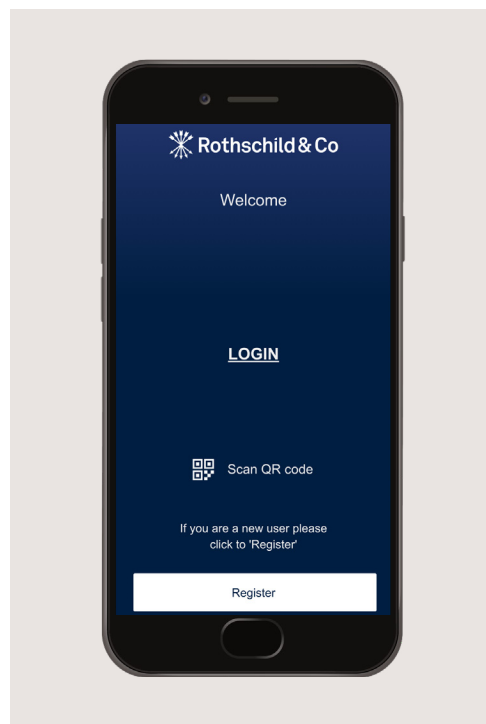 Rothschild & Co
Welcome
LOGIN
Scan QR code
If you are a new user please
click to 'Register'
Register